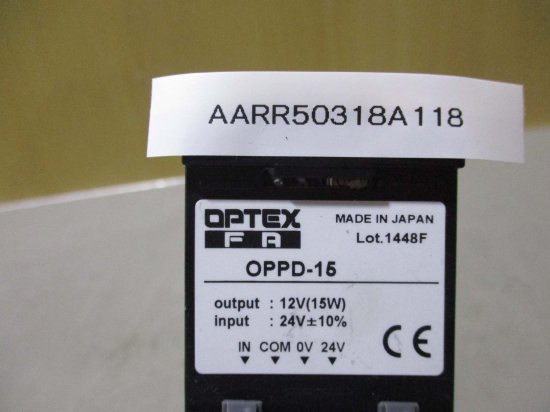 AARR50318A118
OPTEX
FA
MADE IN JAPAN
Lot.1448F
OPPD-15
output : 12V(15W)
input : 24V±10%
IN COM 0V 24V
CE